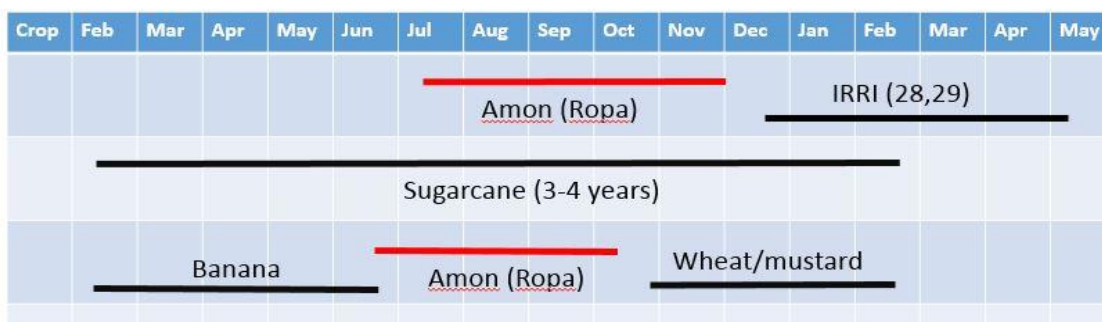 Crop Feb Mar Apr May Jun Jul Aug Sep Oct Nov Dec Jan Feb Mar Apr May
Amon (Ropa)
IRRI (28,29)
Sugarcane (3-4 years)
Banana
Amon (Ropa)
Wheat/mustard